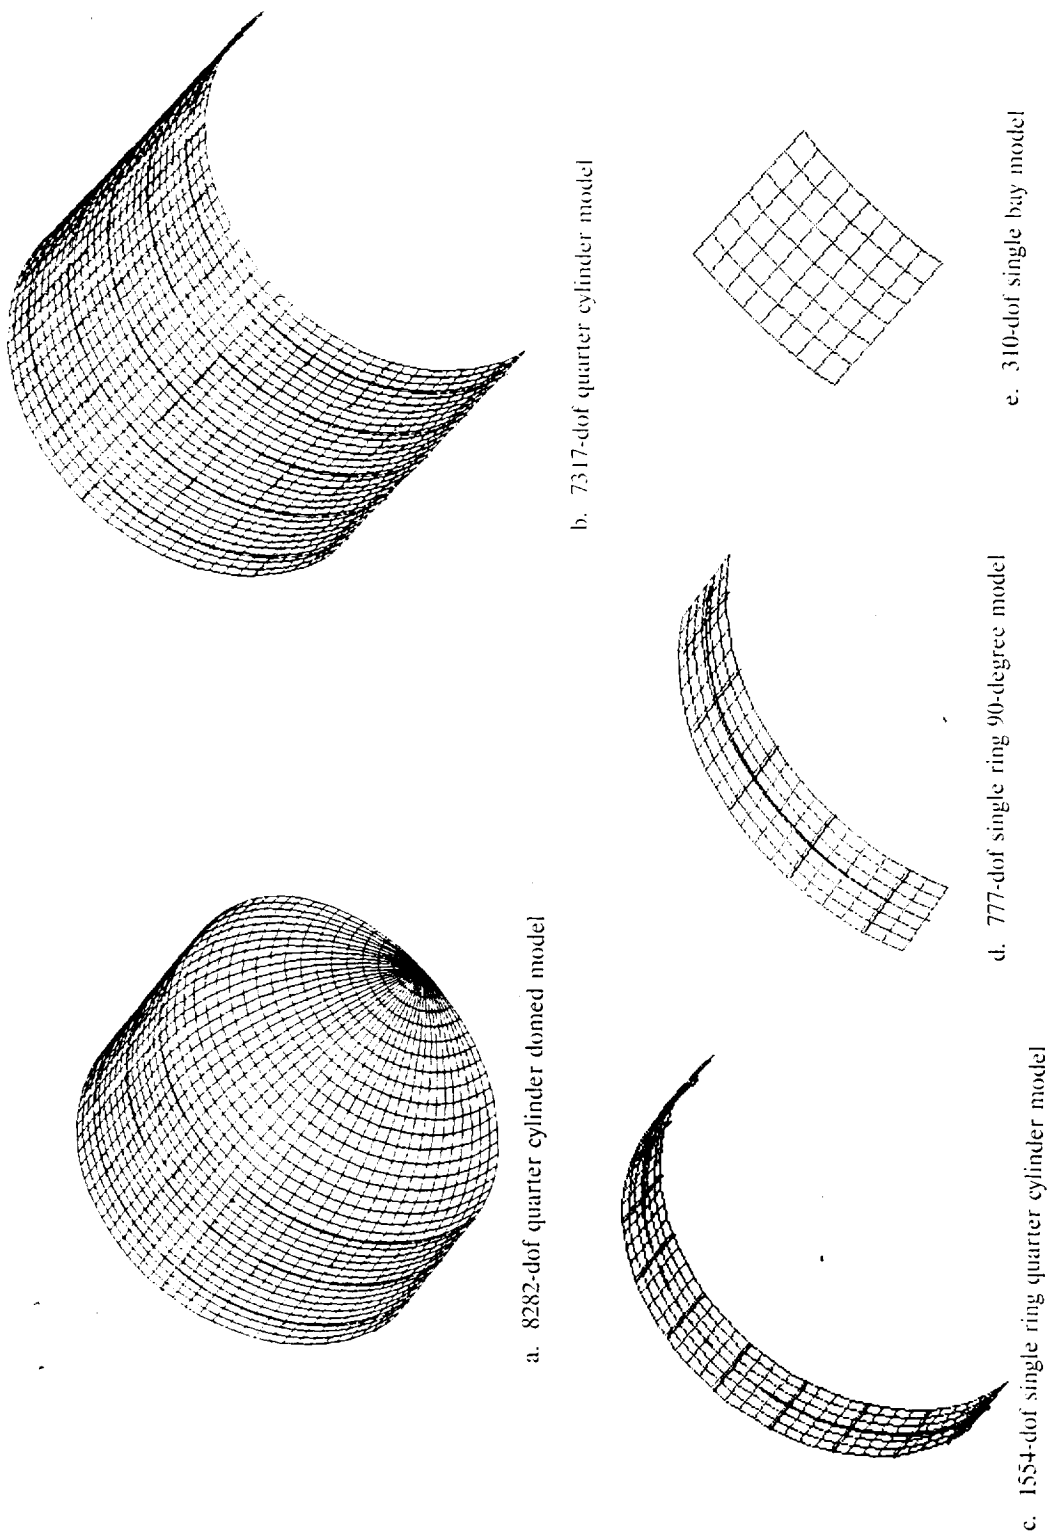 a. 8282-dof quarter cylinder domed model
b. 7317-dof quarter cylinder model
c. 1554-dof single ring quarter cylinder model
d. 777-dof single ring 90-degree model
e. 310-dof single bay model